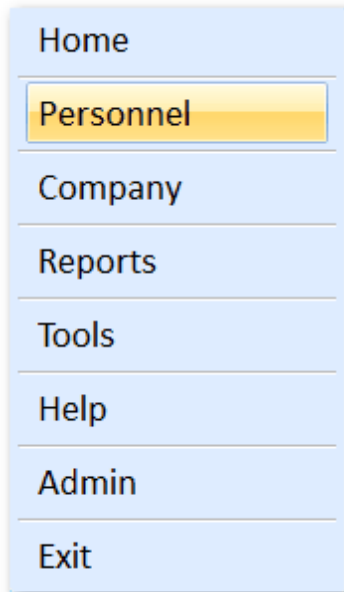 Home
Personnel
Company
Reports
Tools
Help
Admin
Exit